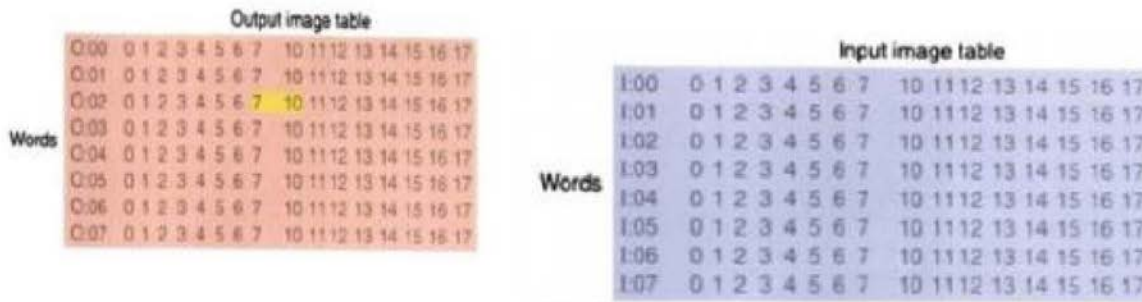 Output image table
O:00 0 1 2 3 4 5 6 7 10 11 12 13 14 15 16 17
O:01 0 1 2 3 4 5 6 7 10 11 12 13 14 15 16 17
O:02 0 1 2 3 4 5 6 7 10 11 12 13 14 15 16 17
Words O:03 0 1 2 3 4 5 6 7 10 11 12 13 14 15 16 17
O:04 0 1 2 3 4 5 6 7 10 11 12 13 14 15 16 17
O:05 0 1 2 3 4 5 6 7 10 11 12 13 14 15 16 17
O:06 0 1 2 3 4 5 6 7 10 11 12 13 14 15 16 17
O:07 0 1 2 3 4 5 6 7 10 11 12 13 14 15 16 17
Input image table
I:00 0 1 2 3 4 5 6 7 10 11 12 13 14 15 16 17
I:01 0 1 2 3 4 5 6 7 10 11 12 13 14 15 16 17
I:02 0 1 2 3 4 5 6 7 10 11 12 13 14 15 16 17
Words I:03 0 1 2 3 4 5 6 7 10 11 12 13 14 15 16 17
I:04 0 1 2 3 4 5 6 7 10 11 12 13 14 15 16 17
I:05 0 1 2 3 4 5 6 7 10 11 12 13 14 15 16 17
I:06 0 1 2 3 4 5 6 7 10 11 12 13 14 15 16 17
I:07 0 1 2 3 4 5 6 7 10 11 12 13 14 15 16 17